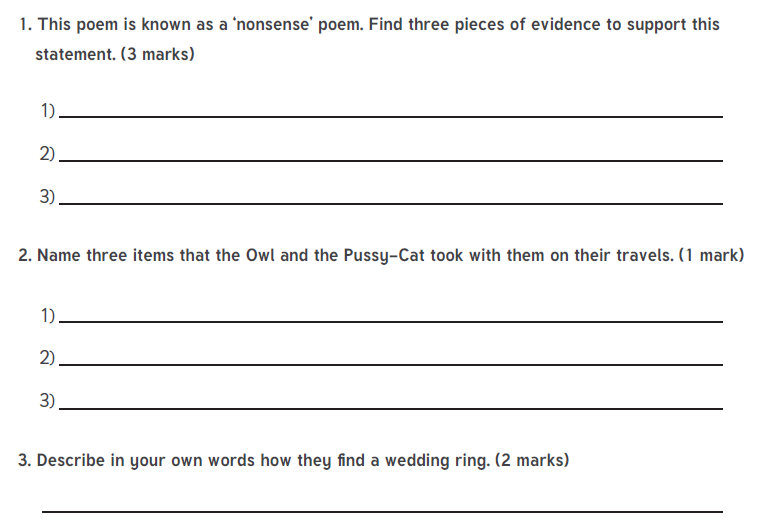 1. This poem is known as a ‘nonsense’ poem. Find three pieces of evidence to support this
statement. (3 marks)
1)
2)
3)
2. Name three items that the Owl and the Pussy-Cat took with them on their travels. (1 mark)
1)
2)
3)
3. Describe in your own words how they find a wedding ring. (2 marks)